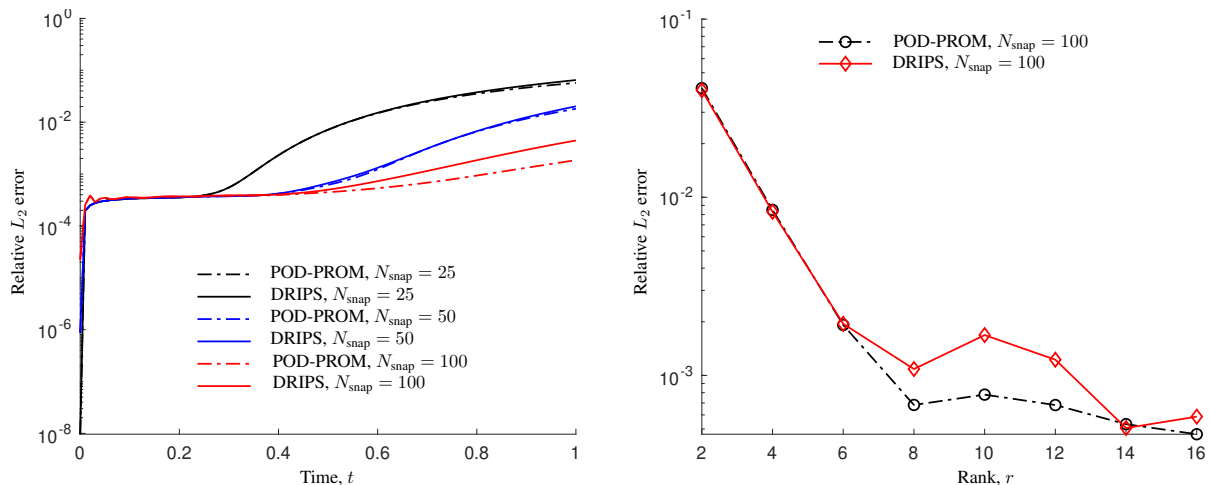 10^0
10^-2
10^-4
10^-6
10^-8
Relative L_2 error
POD-PROM, N_snap = 25
DRIPS, N_snap = 25
POD-PROM, N_snap = 50
DRIPS, N_snap = 50
POD-PROM, N_snap = 100
DRIPS, N_snap = 100
0 0.2 0.4 0.6 0.8 1
Time, t
10^-1
10^-2
10^-3
Relative L_2 error
POD-PROM, N_snap = 100
DRIPS, N_snap = 100
2 4 6 8 10 12 14 16
Rank, r